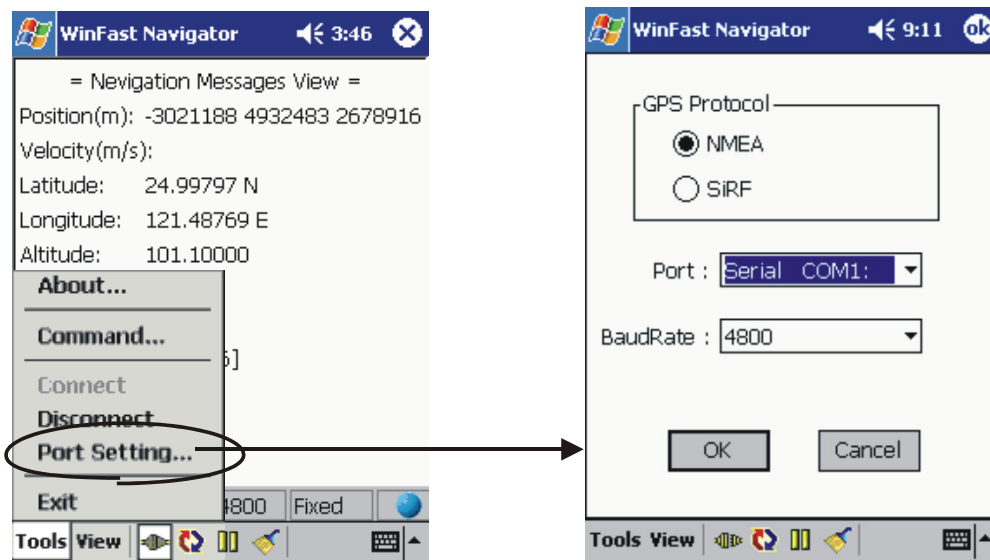 WinFast Navigator 3:46
= Nevigation Messages View =
Position(m): -3021188 4932483 2678916
Velocity(m/s):
Latitude: 24.99797 N
Longitude: 121.48769 E
Altitude: 101.10000
About...
Command...
Connect
Disconnect
Port Setting...
Exit
4800 Fixed
Tools View
WinFast Navigator 9:11 ok
GPS Protocol
NMEA
SiRF
Port : Serial COM1:
BaudRate : 4800
OK Cancel
Tools View